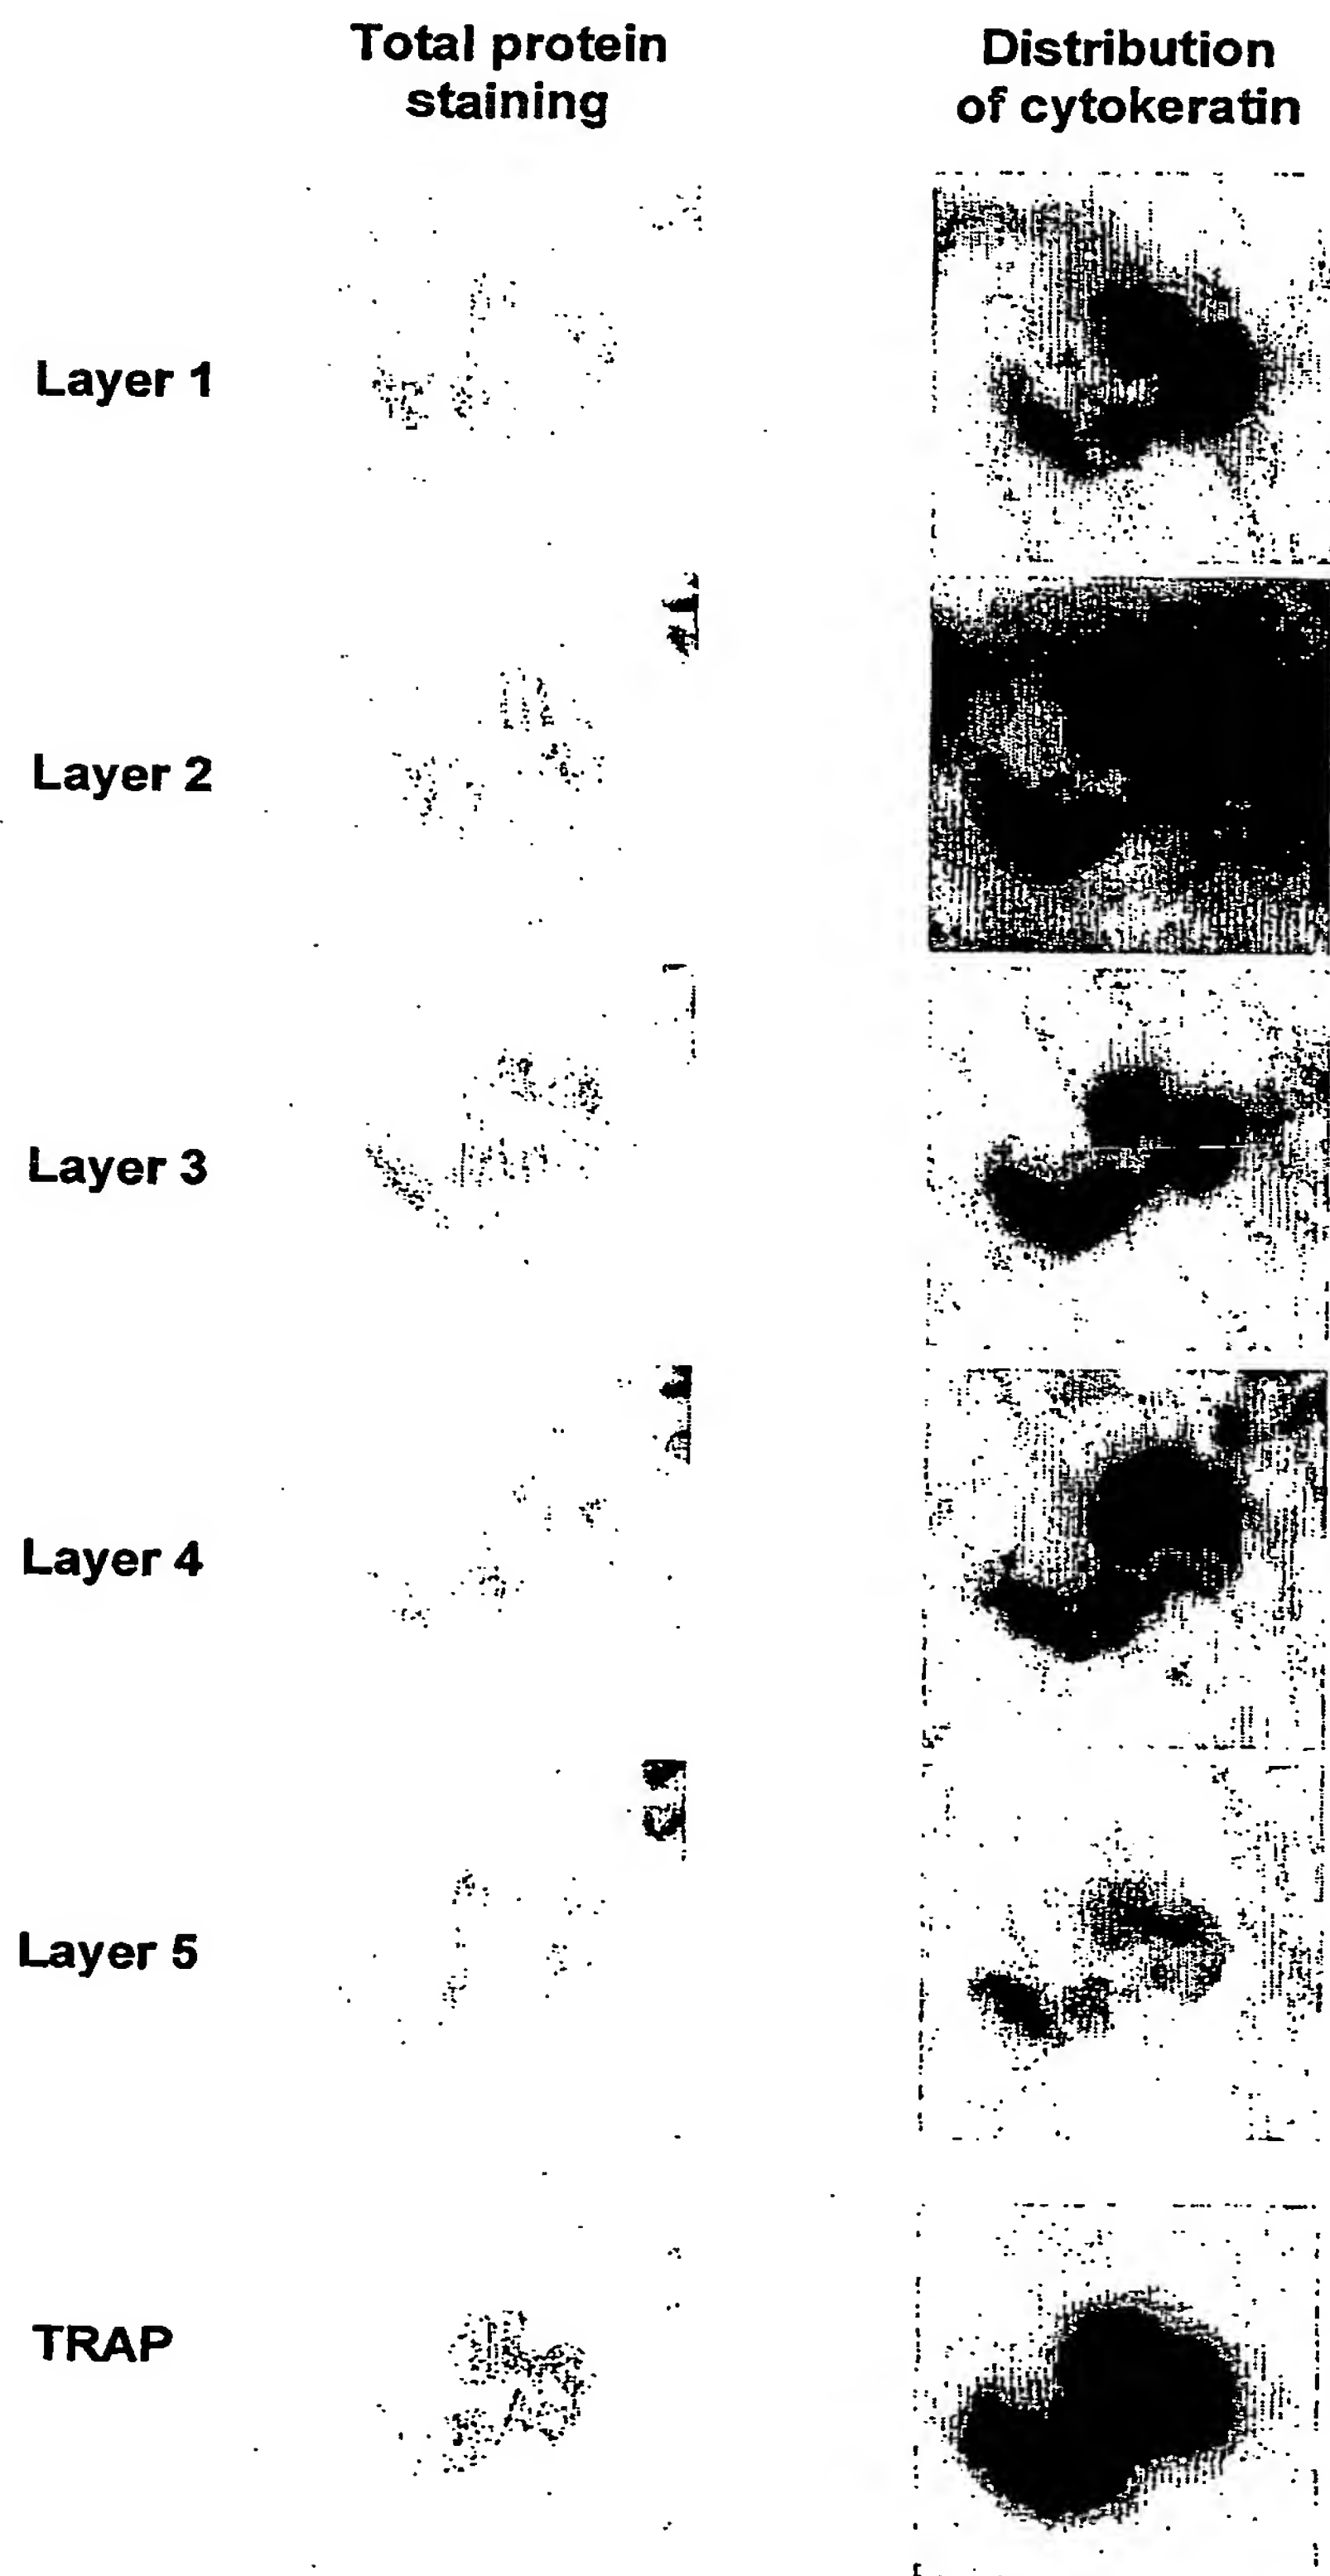 Total protein
staining
Distribution
of cytokeratin
Layer 1
Layer 2
Layer 3
Layer 4
Layer 5
TRAP